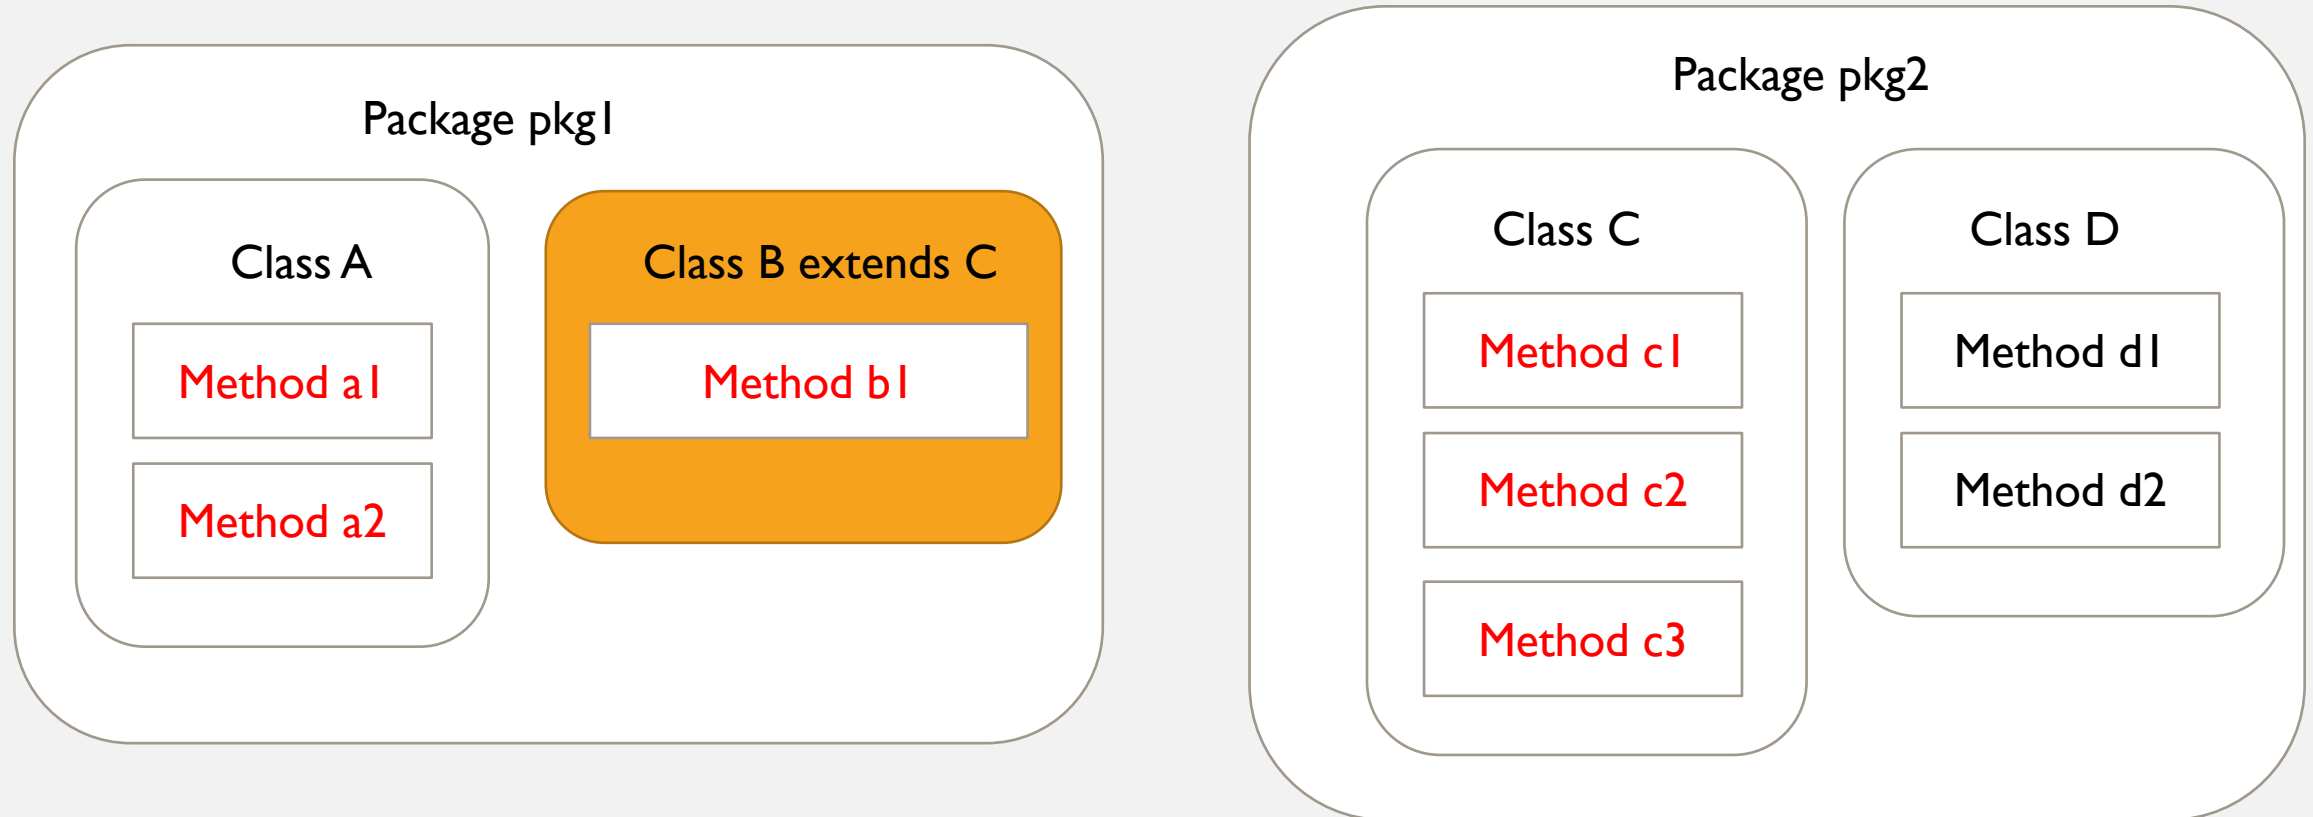 Package pkg1
Class A
Method a1
Method a2
Class B extends C
Method b1
Package pkg2
Class C
Method c1
Method c2
Method c3
Class D
Method d1
Method d2